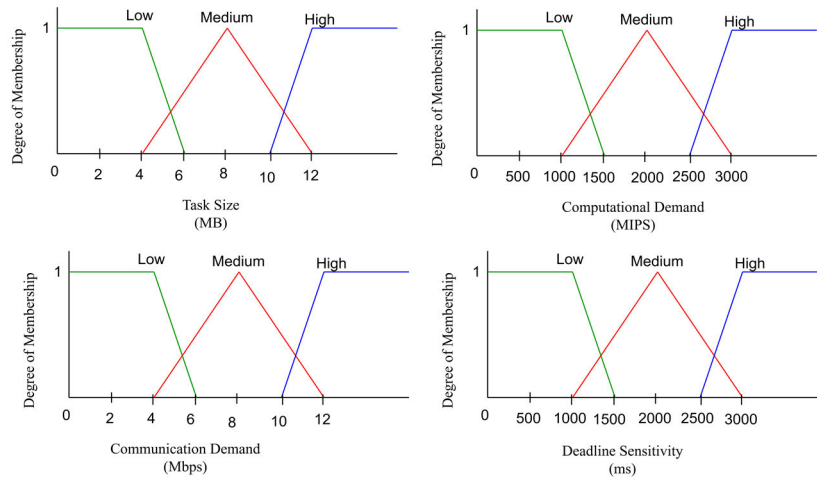 Low Medium High
1
Degree of Membership
0 2 4 6 8 10 12
Task Size
(MB)
Low Medium High
1
Degree of Membership
0 500 1000 1500 2000 2500 3000
Computational Demand
(MIPS)
Low Medium High
1
Degree of Membership
0 2 4 6 8 10 12
Communication Demand
(Mbps)
Low Medium High
1
Degree of Membership
0 500 1000 1500 2000 2500 3000
Deadline Sensitivity
(ms)